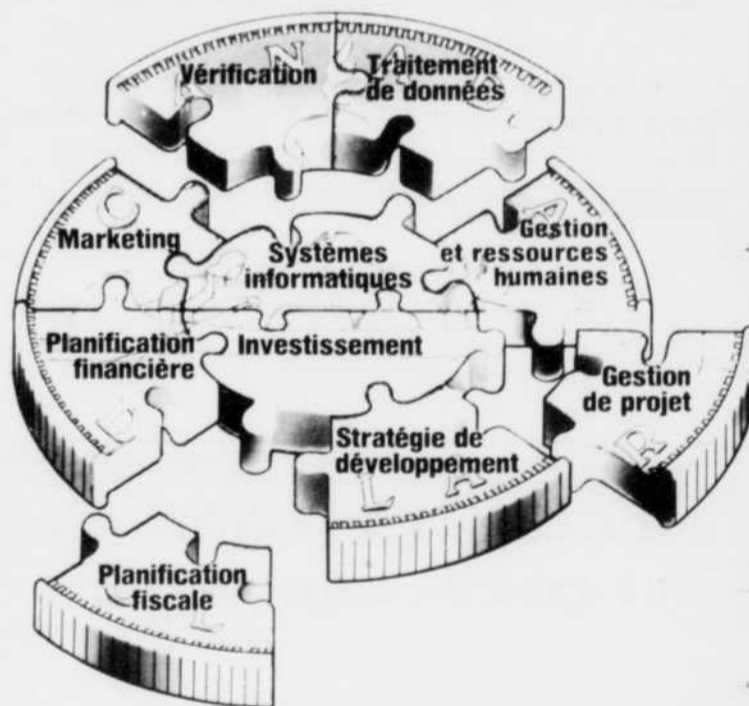 Vérification
Traitement
de données
Marketing
Systèmes
informatiques
Gestion
et ressources
humaines
Planification
financière
Investissement
Gestion
de projet
Stratégie de
développement
Planification
fiscale